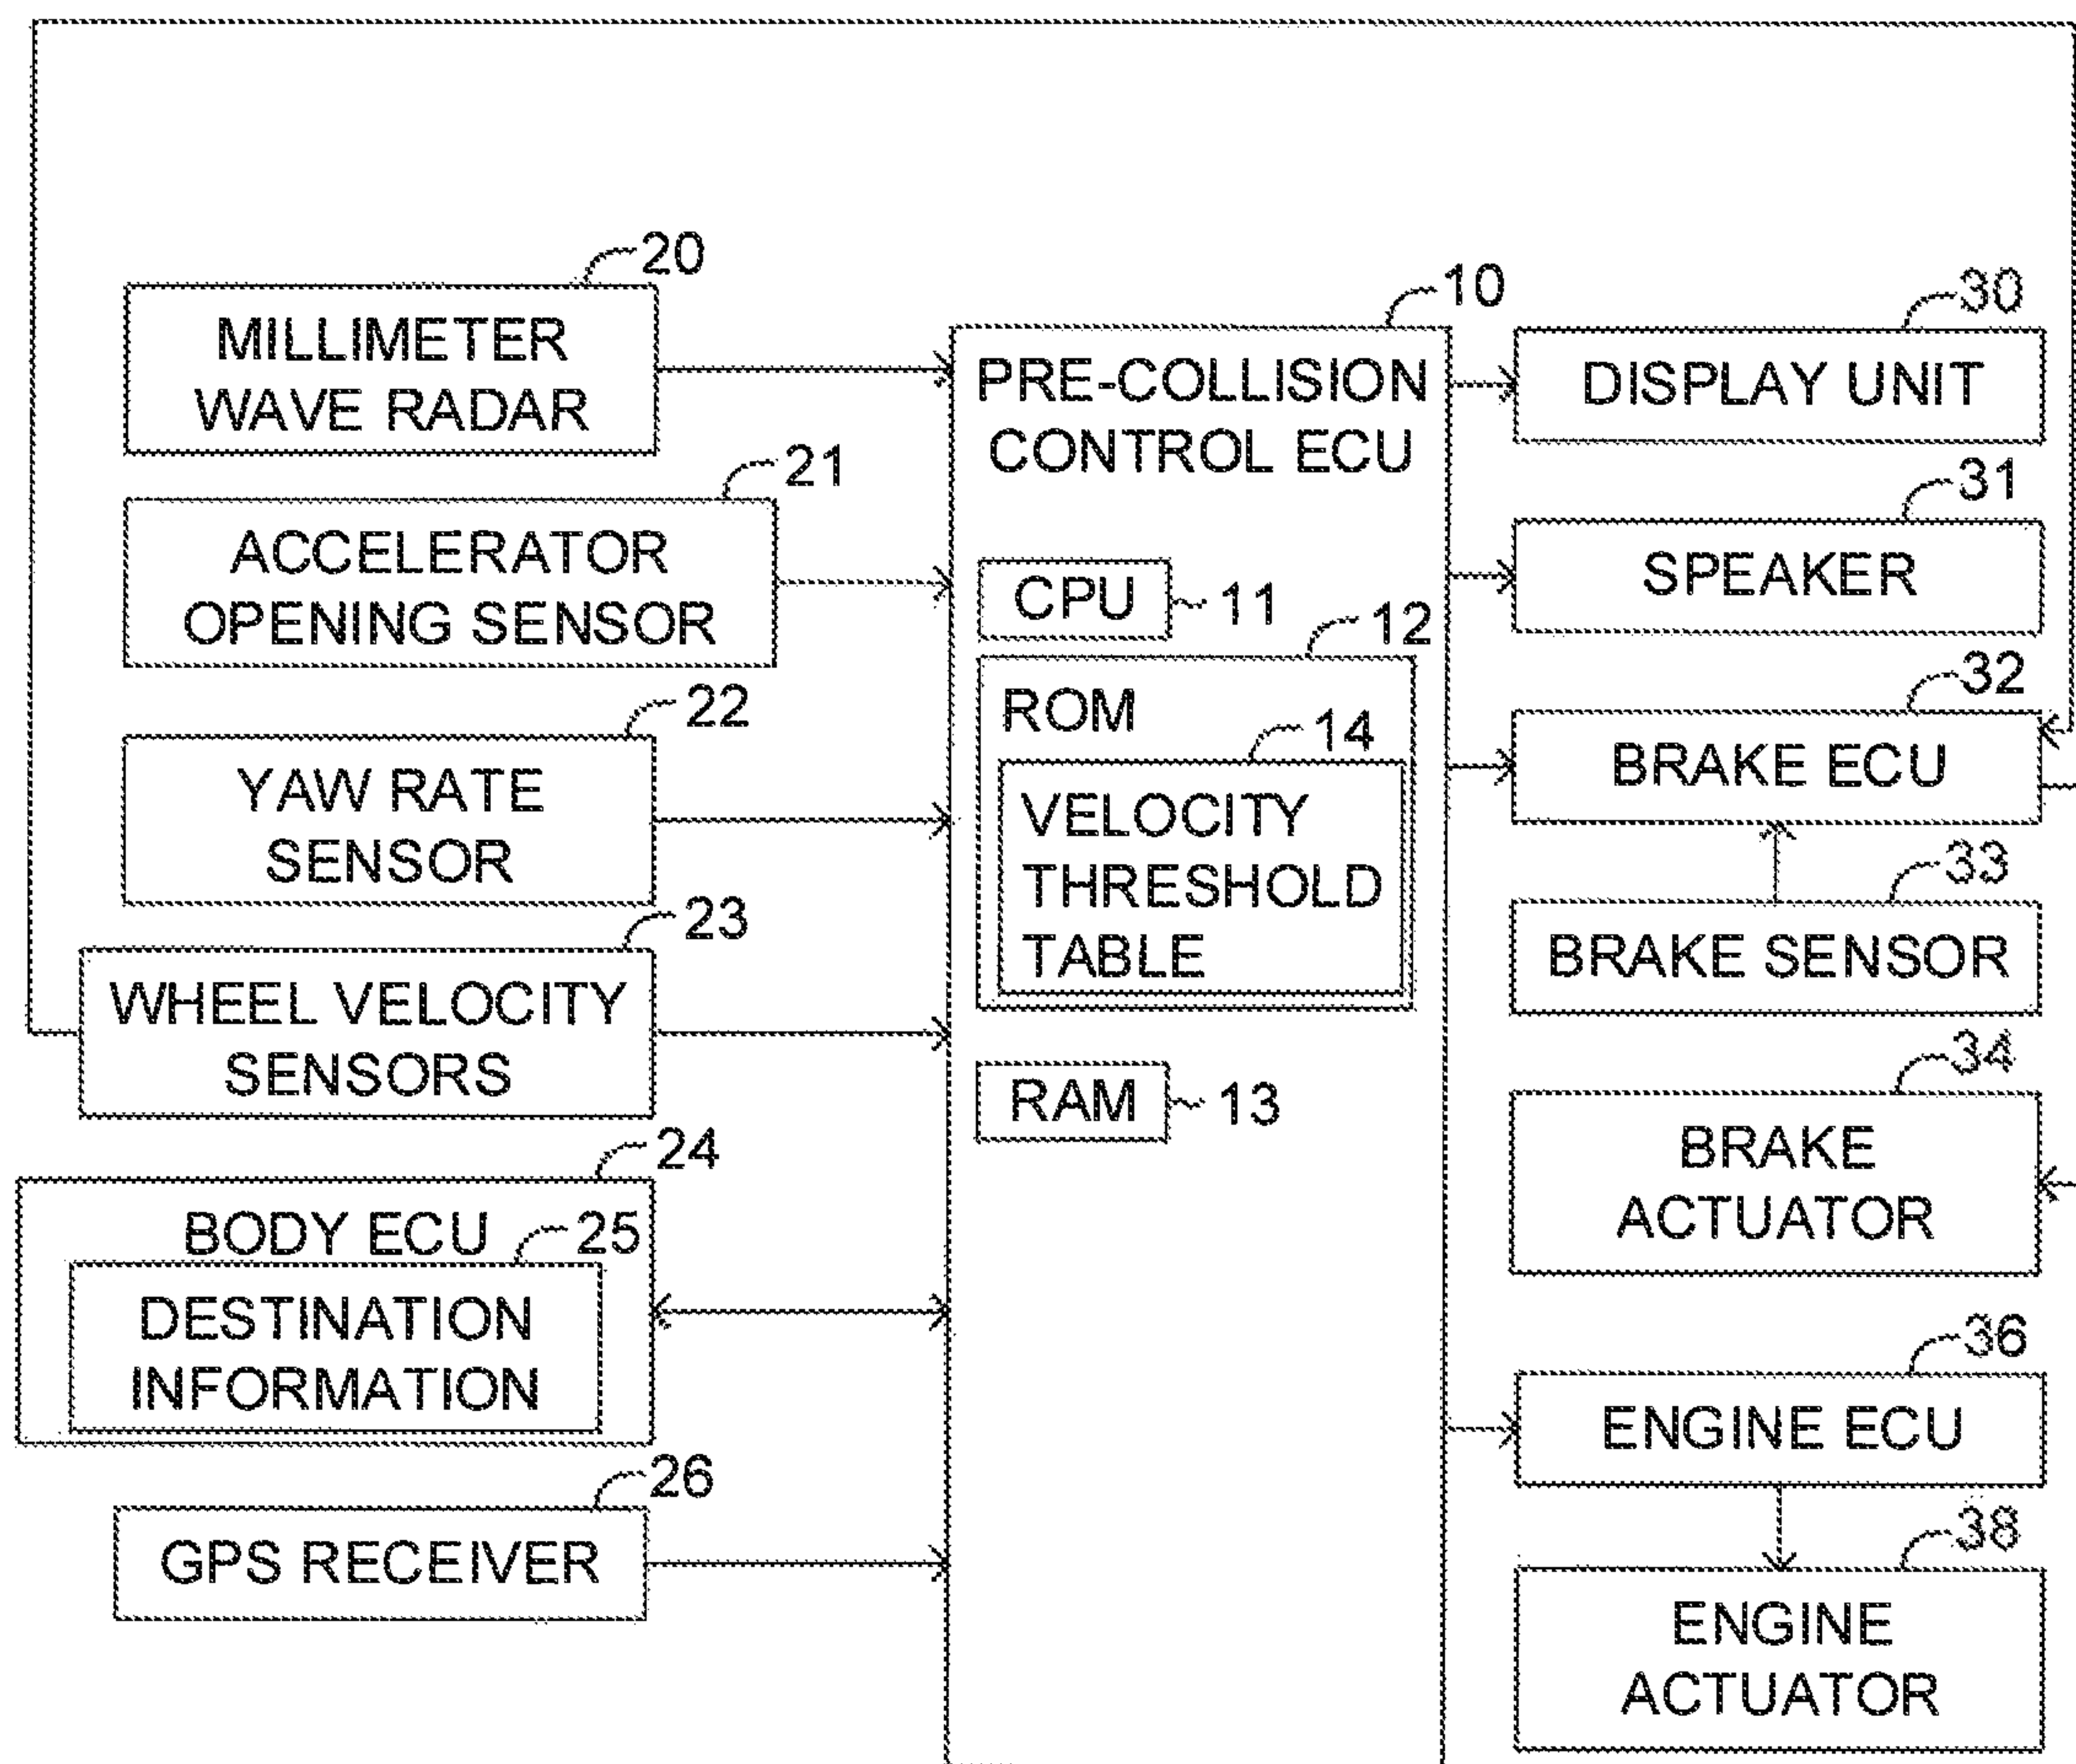 20
MILLIMETER
WAVE RADAR
21
ACCELERATOR
OPENING SENSOR
22
YAW RATE
SENSOR
23
WHEEL VELOCITY
SENSORS
24
BODY ECU
25
DESTINATION
INFORMATION
26
GPS RECEIVER
10
PRE-COLLISION
CONTROL ECU
CPU
11
12
ROM
14
VELOCITY
THRESHOLD
TABLE
RAM
13
30
DISPLAY UNIT
31
SPEAKER
32
BRAKE ECU
33
BRAKE SENSOR
34
BRAKE
ACTUATOR
36
ENGINE ECU
38
ENGINE
ACTUATOR